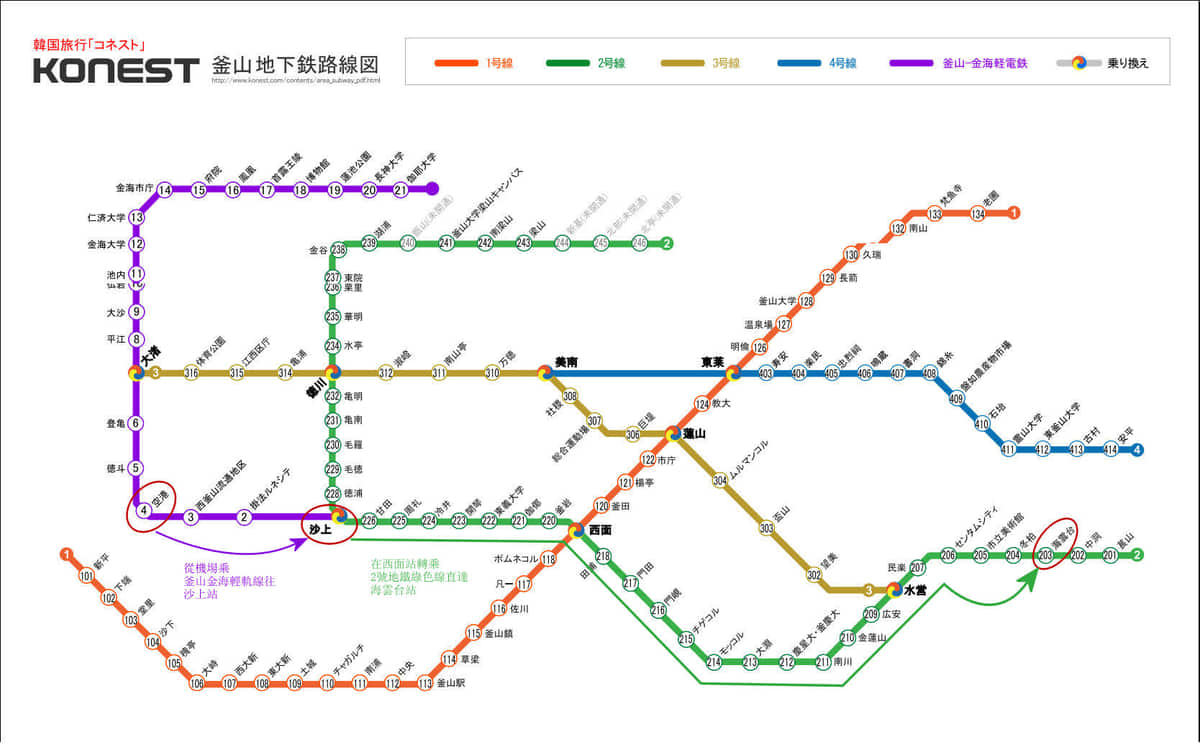 韓国旅行「コネスト」
KONEST
釜山地下鉄路線図
http://www.konest.com/contents/area_subway_pdf.html
1号線
2号線
3号線
4号線
釜山-金海軽電鉄
乗り換え
金海市庁 14
15 府院
16 鳳凰
17 首露王陵
18 博物館
19 蓮池公園
20 長神大学
21 伽耶大学
仁済大学 13
金海大学 12
池内 11
大沙 9
平江 8
大渚
登亀 6
徳斗 5
4 空港
3 西釜山流通地区
2 掛法ルネシテ
沙上
金谷 238
239 湖浦
240
(未開通)
241 釜山大学梁山キャンパス
242 南梁山
243 梁山
244
(未開通)
245 北部(未開通)
246 北亭(未開通)
2
237 東院
236 栗里
235 華明
234 水亭
徳川
232 亀明
231 亀南
230 毛羅
229 毛徳
228 徳浦
3
316 体育公園
315 江西区庁
314 亀浦
312 淑嶝
311 南山亭
310 万徳
美南
308 社稷
307 総合運動場
306 巨堤
蓮山
304 ムルマンコル
303 盃山
302 望美
3
水営
1
134 老圃
133 梵魚寺
132 南山
130 久瑞
129 長箭
釜山大学 128
温泉場 127
明倫 126
東莱
403 寿安
404 楽民
405 忠烈祠
406 鳴蔵
407 書洞
408 錦糸
409 盤如農産物市場
410 石坮
411 霊山大学
412 東釜山大学
413 古村
414 安平
4
124 教大
122 市庁
121 楊亭
120 釜田
西面
ボムネコル 118
凡一 117
116 佐川
115 釜山鎮
114 草梁
113 釜山駅
112 中央
111 南浦
110 チャガルチ
109 土城
108 東大新
107 西大新
106 大峙
105 槐亭
104 沙下
103 堂里
102 下端
101 新平
1
226 甘田
225 周礼
224 冷井
223 開琴
222 東義大学
221 伽倻
220 釜岩
218 田浦
217 門田
216 門峴
215 チゲコル
214 モッコル
213 大淵
212 慶星大・釜慶大
211 南川
210 金蓮山
209 広安
民楽 207
206 センタムシティ
205 市立美術館
204 冬柏
203 海雲台
202 中洞
201 萇山
2
從機場乘
釜山金海輕軌線往
沙上站
在西面站轉乘
2號地鐵綠色線直達
海雲台站